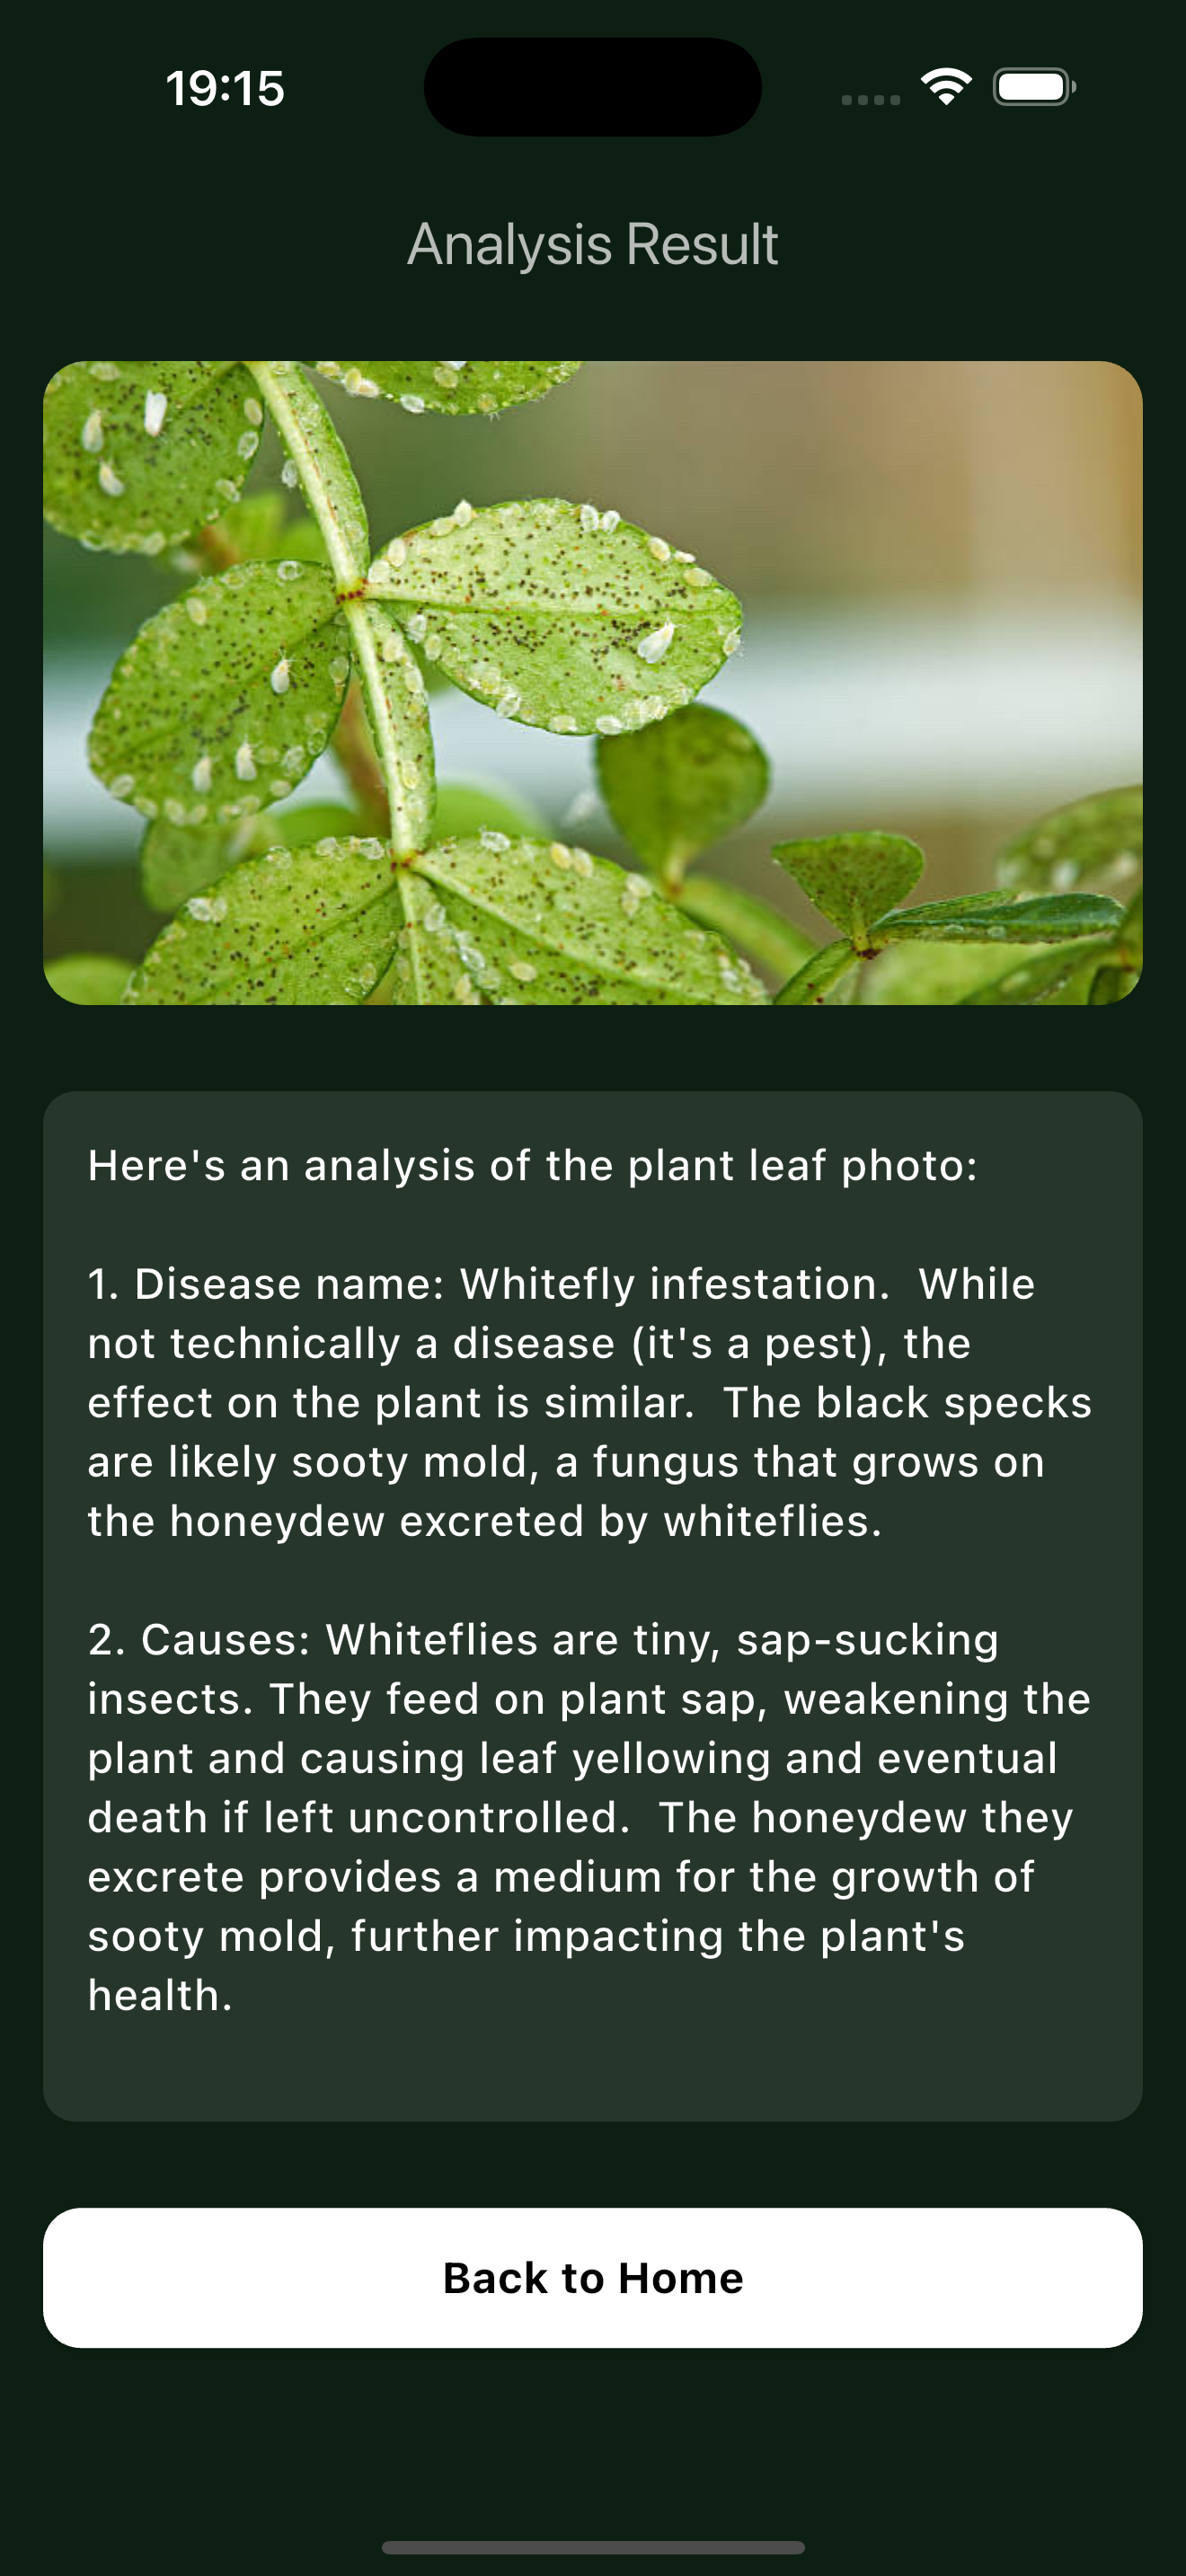 19:15
Analysis Result
Here's an analysis of the plant leaf photo:
1. Disease name: Whitefly infestation.  While
not technically a disease (it's a pest), the
effect on the plant is similar.  The black specks
are likely sooty mold, a fungus that grows on
the honeydew excreted by whiteflies.
2. Causes: Whiteflies are tiny, sap-sucking
insects. They feed on plant sap, weakening the
plant and causing leaf yellowing and eventual
death if left uncontrolled.  The honeydew they
excrete provides a medium for the growth of
sooty mold, further impacting the plant's
health.
Back to Home